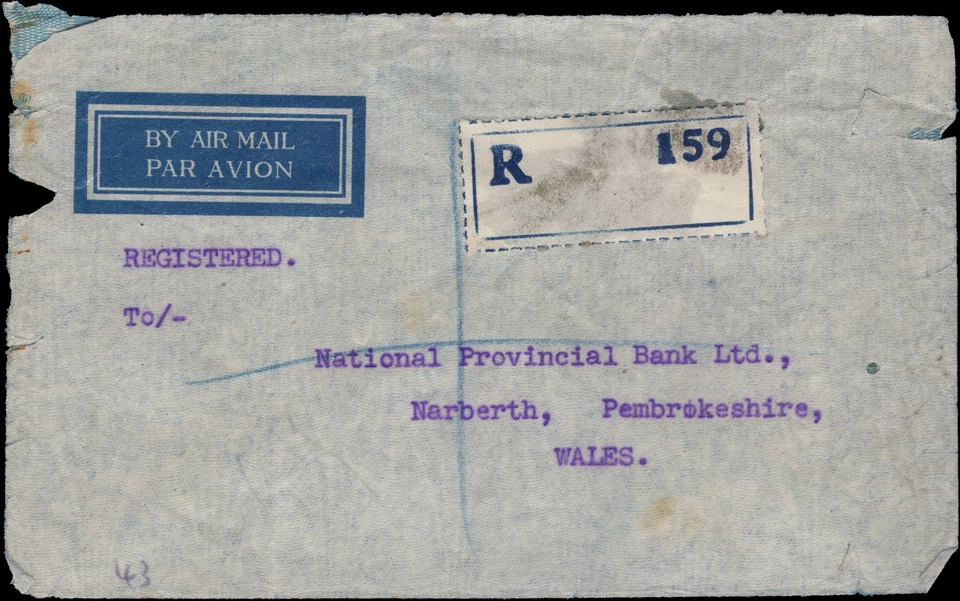 BY AIR MAIL
PAR AVION
R 159
REGISTERED.
To/-
National Provincial Bank Ltd.,
Narberth, Pembrokeshire,
WALES.
43